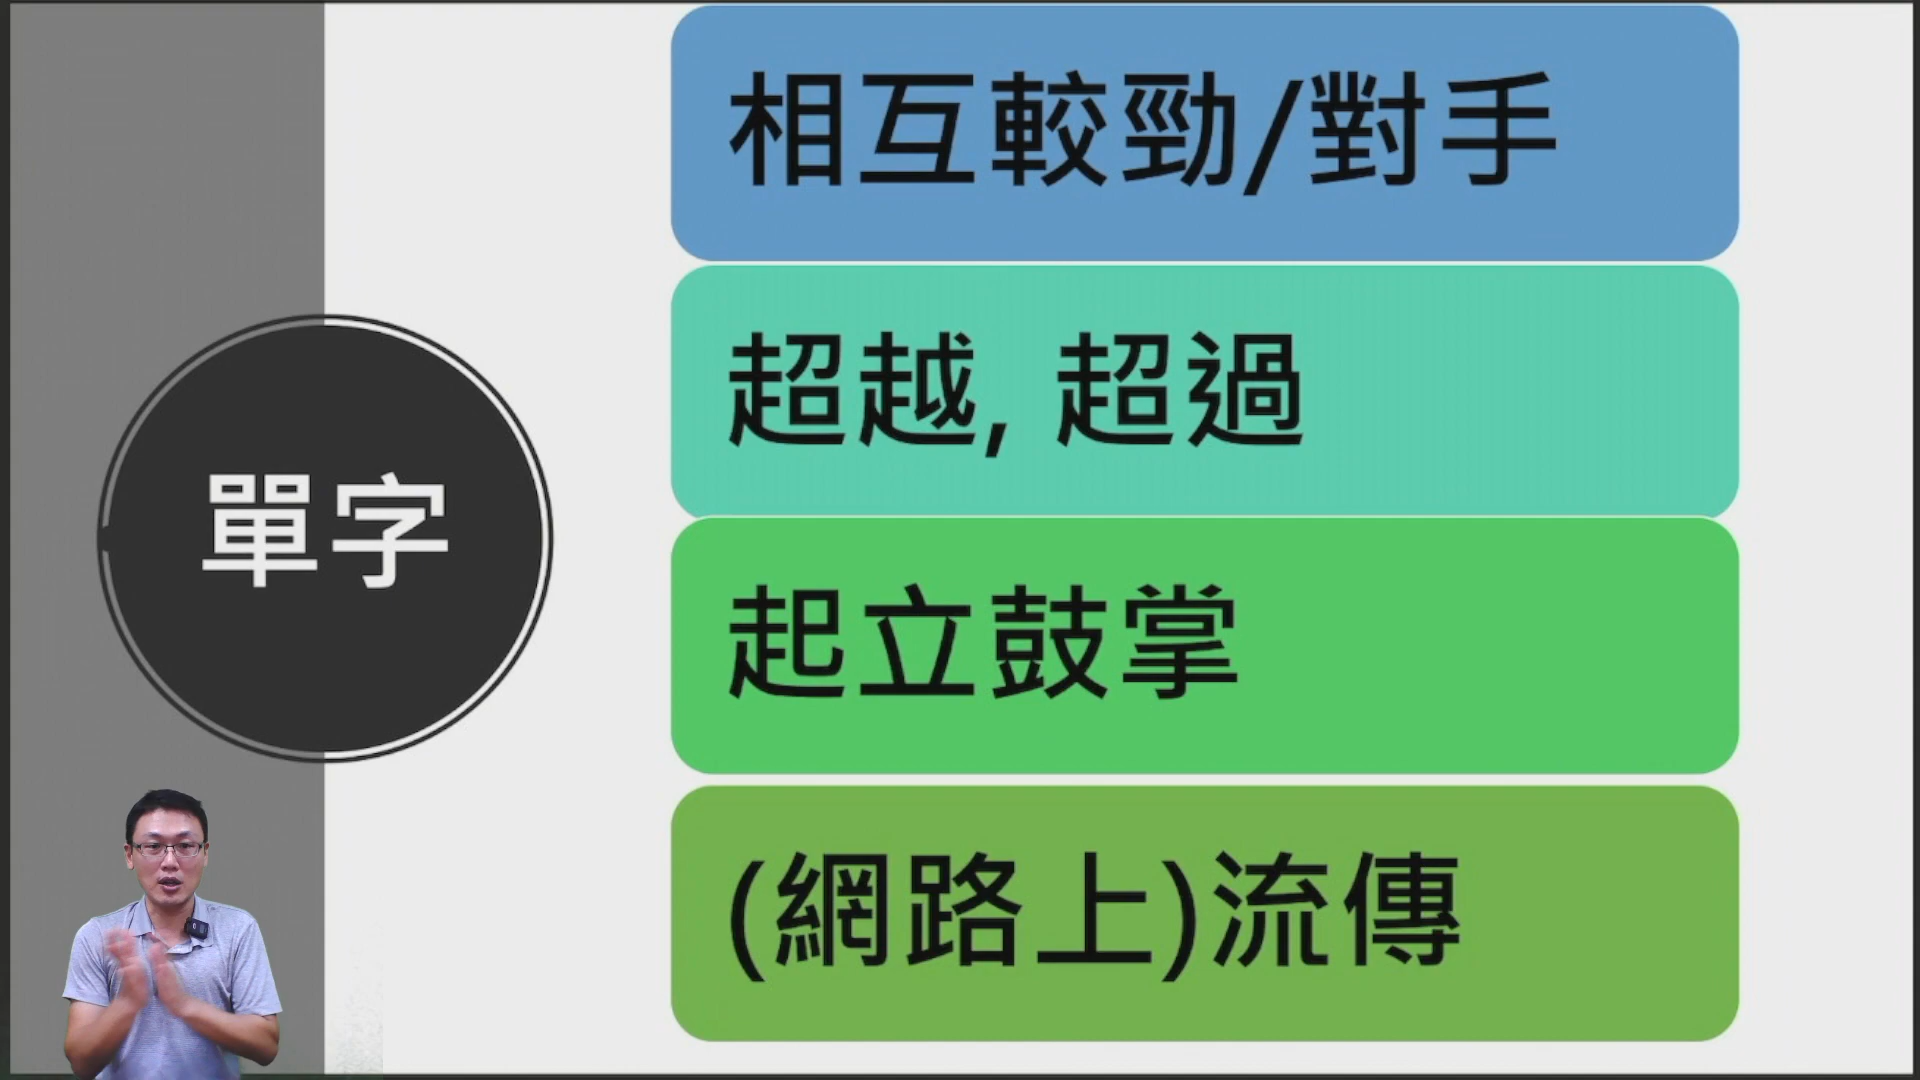 單字
相互較勁/對手
超越, 超過
起立鼓掌
(網路上)流傳